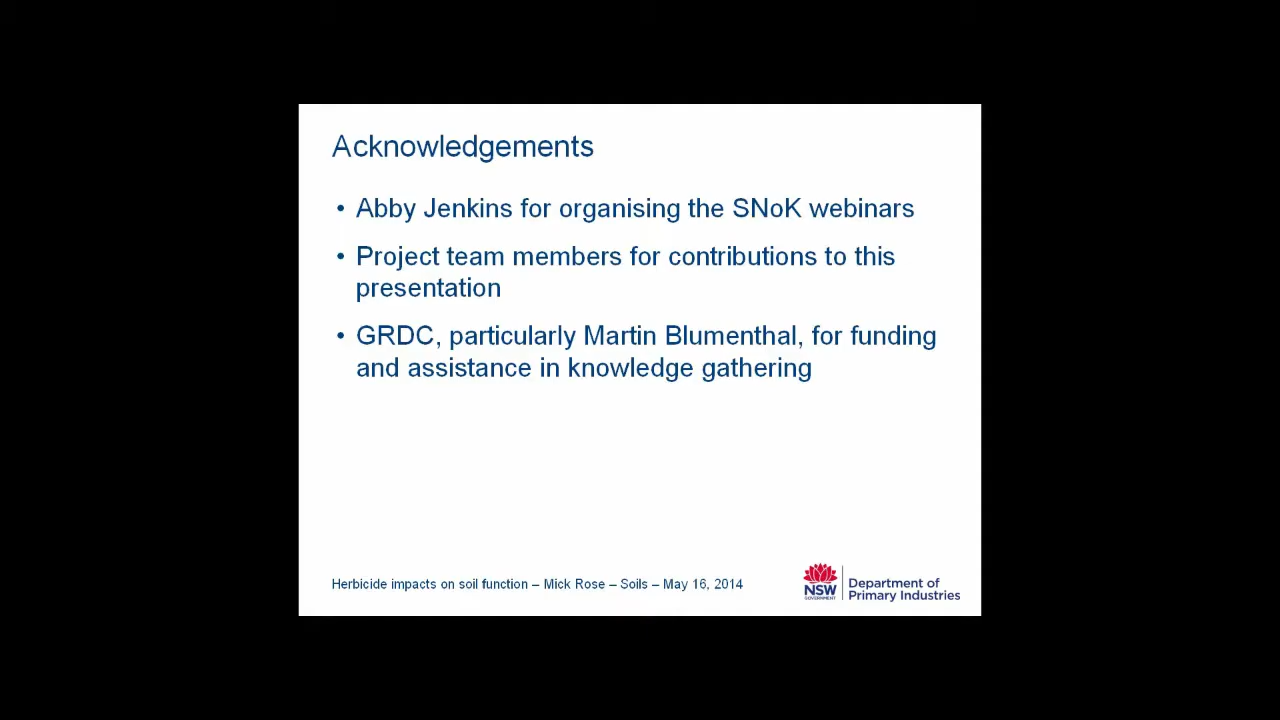 Acknowledgements
• Abby Jenkins for organising the SNoK webinars
• Project team members for contributions to this
presentation
• GRDC, particularly Martin Blumenthal, for funding
and assistance in knowledge gathering
Herbicide impacts on soil function – Mick Rose – Soils – May 16, 2014
NSW
GOVERNMENT
Department of
Primary Industries